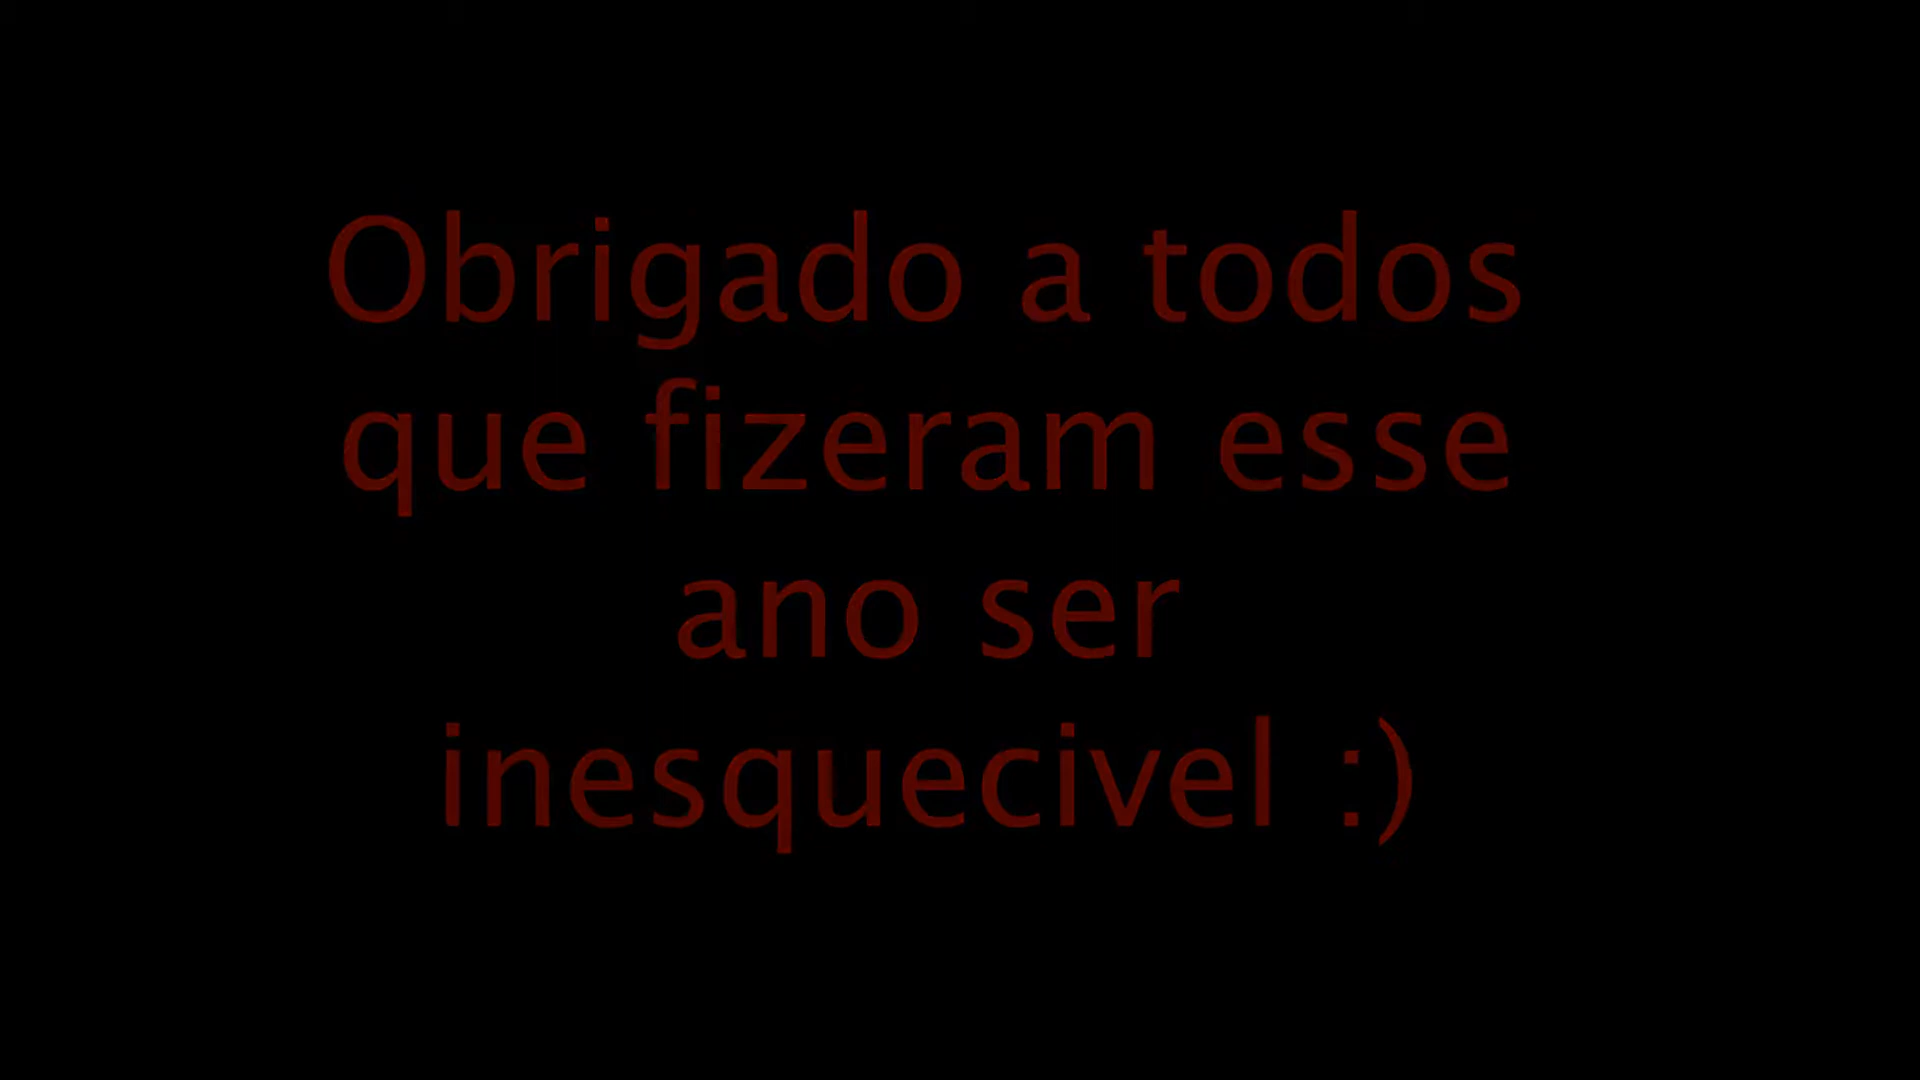 Obrigado a todos
que fizeram esse
ano ser
inesquecivel :)